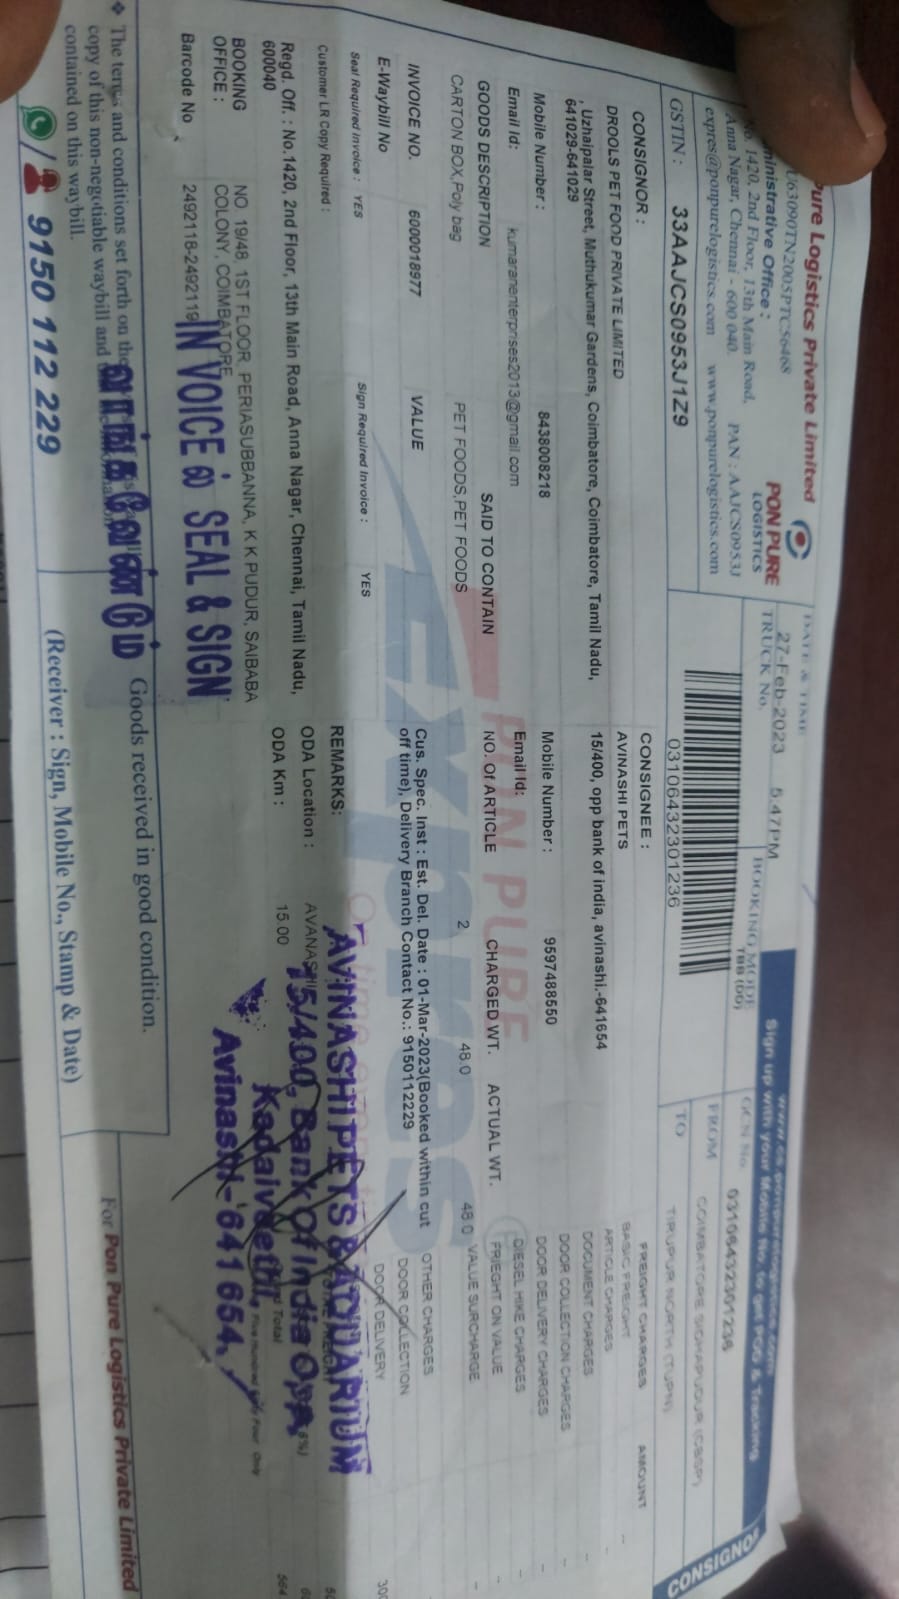 Pure Logistics Private Limited
U63090TN2005PTC56468
ministrative Office :
No 1420, 2nd Floor, 13th Main Road,
Anna Nagar, Chennai - 600 040.
PAN : AAJCS0953J
expres@ponpurelogistics.com www.ponpurelogistics.com
GSTIN : 33AAJCS0953J1Z9
PON PURE
LOGISTICS
DATE & TIME
27-Feb-2023 5.47PM
TRUCK No.
BOOKING MODE
TBB (DD)
www.ponpurelogistics.com
Sign up with your Mobile No. to get POD & Tracking
CONSIGNOR
GCN No. 03106432301236
FROM COIMBATORE SIDHAPUDUR (CBSP)
TO TIRUPUR NORTH (TUPN)
03106432301236
CONSIGNOR :
DROOLS PET FOOD PRIVATE LIMITED
, Uzhaipalar Street, Muthukumar Gardens, Coimbatore, Coimbatore, Tamil Nadu,
641029-641029
Mobile Number : 8438008218
Email Id: kumaranenterprises2013@gmail.com
CONSIGNEE :
AVINASHI PETS
15/400, opp bank of india, avinashi.-641654
Mobile Number : 9597488550
Email Id:
FREIGHT CHARGES AMOUNT
BASIC FREIGHT
ARTICLE CHARGES
DOCUMENT CHARGES
DOOR COLLECTION CHARGES
DOOR DELIVERY CHARGES
DIESEL HIKE CHARGES
FRIEGHT ON VALUE
VALUE SURCHARGE
OTHER CHARGES
DOOR COLLECTION
DOOR DELIVERY 300
GOODS DESCRIPTION SAID TO CONTAIN NO. Of ARTICLE CHARGED WT. ACTUAL WT.
CARTON BOX,Poly bag PET FOODS,PET FOODS 2 48.0 48.0
INVOICE NO. 6000018977 VALUE
E-Waybill No
Cus. Spec. Inst : Est. Del. Date : 01-Mar-2023(Booked within cut
off time), Delivery Branch Contact No.: 9150112229
Seal Required Invoice : YES Sign Required Invoice : YES
Customer LR Copy Required :
Regd. Off. : No.1420, 2nd Floor, 13th Main Road, Anna Nagar, Chennai, Tamil Nadu,
600040
BOOKING OFFICE : NO. 19/48, 1ST FLOOR, PERIASUBBANNA, K K PUDUR, SAIBABA
COLONY, COIMBATORE
Barcode No 2492118-2492119
REMARKS:
ODA Location : AVANASHI
ODA Km : 15.00
Total 564
PON PURE
Expres
IN VOICE ல் SEAL & SIGN
வேண்டும்
AVINASHI PETS & AQUARIUM
15/400, Bank Of India Opp,
Kadaiveethi,
Avinashi-641 654.
❖ The terms and conditions set forth on the
copy of this non-negotiable waybill and
contained on this waybill.
Goods received in good condition.
9150 112 229
(Receiver : Sign, Mobile No., Stamp & Date)
For Pon Pure Logistics Private Limited